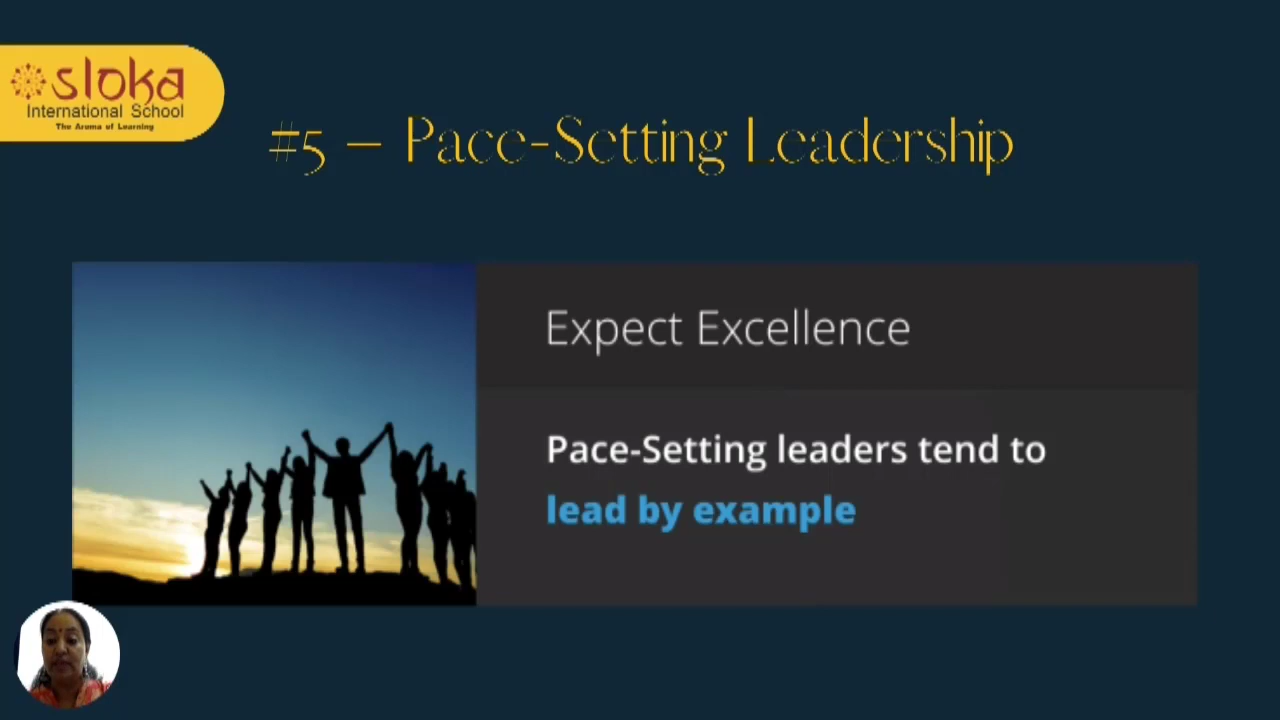 sloka
International School
The Aroma of Learning
#5 – Pace-Setting Leadership
Expect Excellence
Pace-Setting leaders tend to
lead by example